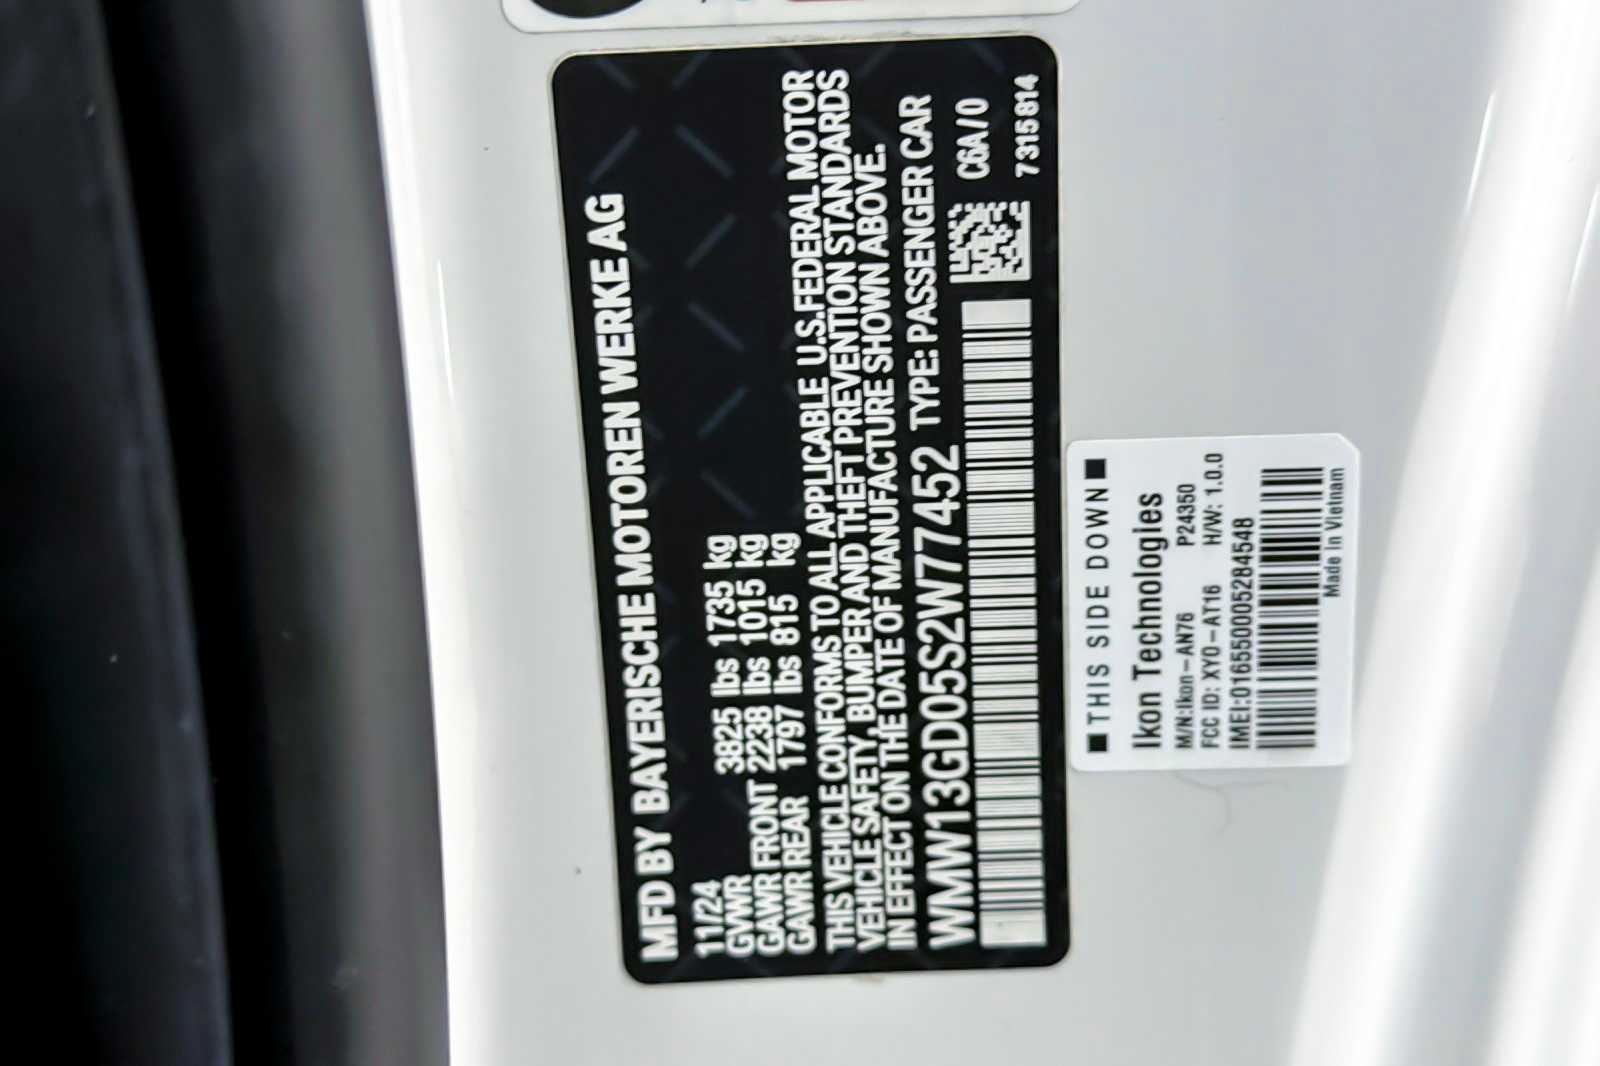 MFD BY BAYERISCHE MOTOREN WERKE AG
11/24
GVWR 3825 lbs 1735 kg
GAWR FRONT 2238 lbs 1015 kg
GAWR REAR 1797 lbs 815 kg
THIS VEHICLE CONFORMS TO ALL APPLICABLE U.S.FEDERAL MOTOR
VEHICLE SAFETY, BUMPER AND THEFT PREVENTION STANDARDS
IN EFFECT ON THE DATE OF MANUFACTURE SHOWN ABOVE.
WMW13GD05S2W77452 TYPE: PASSENGER CAR
C6A/0
7315814
THIS SIDE DOWN
Ikon Technologies
M/N:Ikon-AN76 P24350
FCC ID: XYO-AT16 H/W: 1.0.0
IMEI:016550005284548
Made in Vietnam